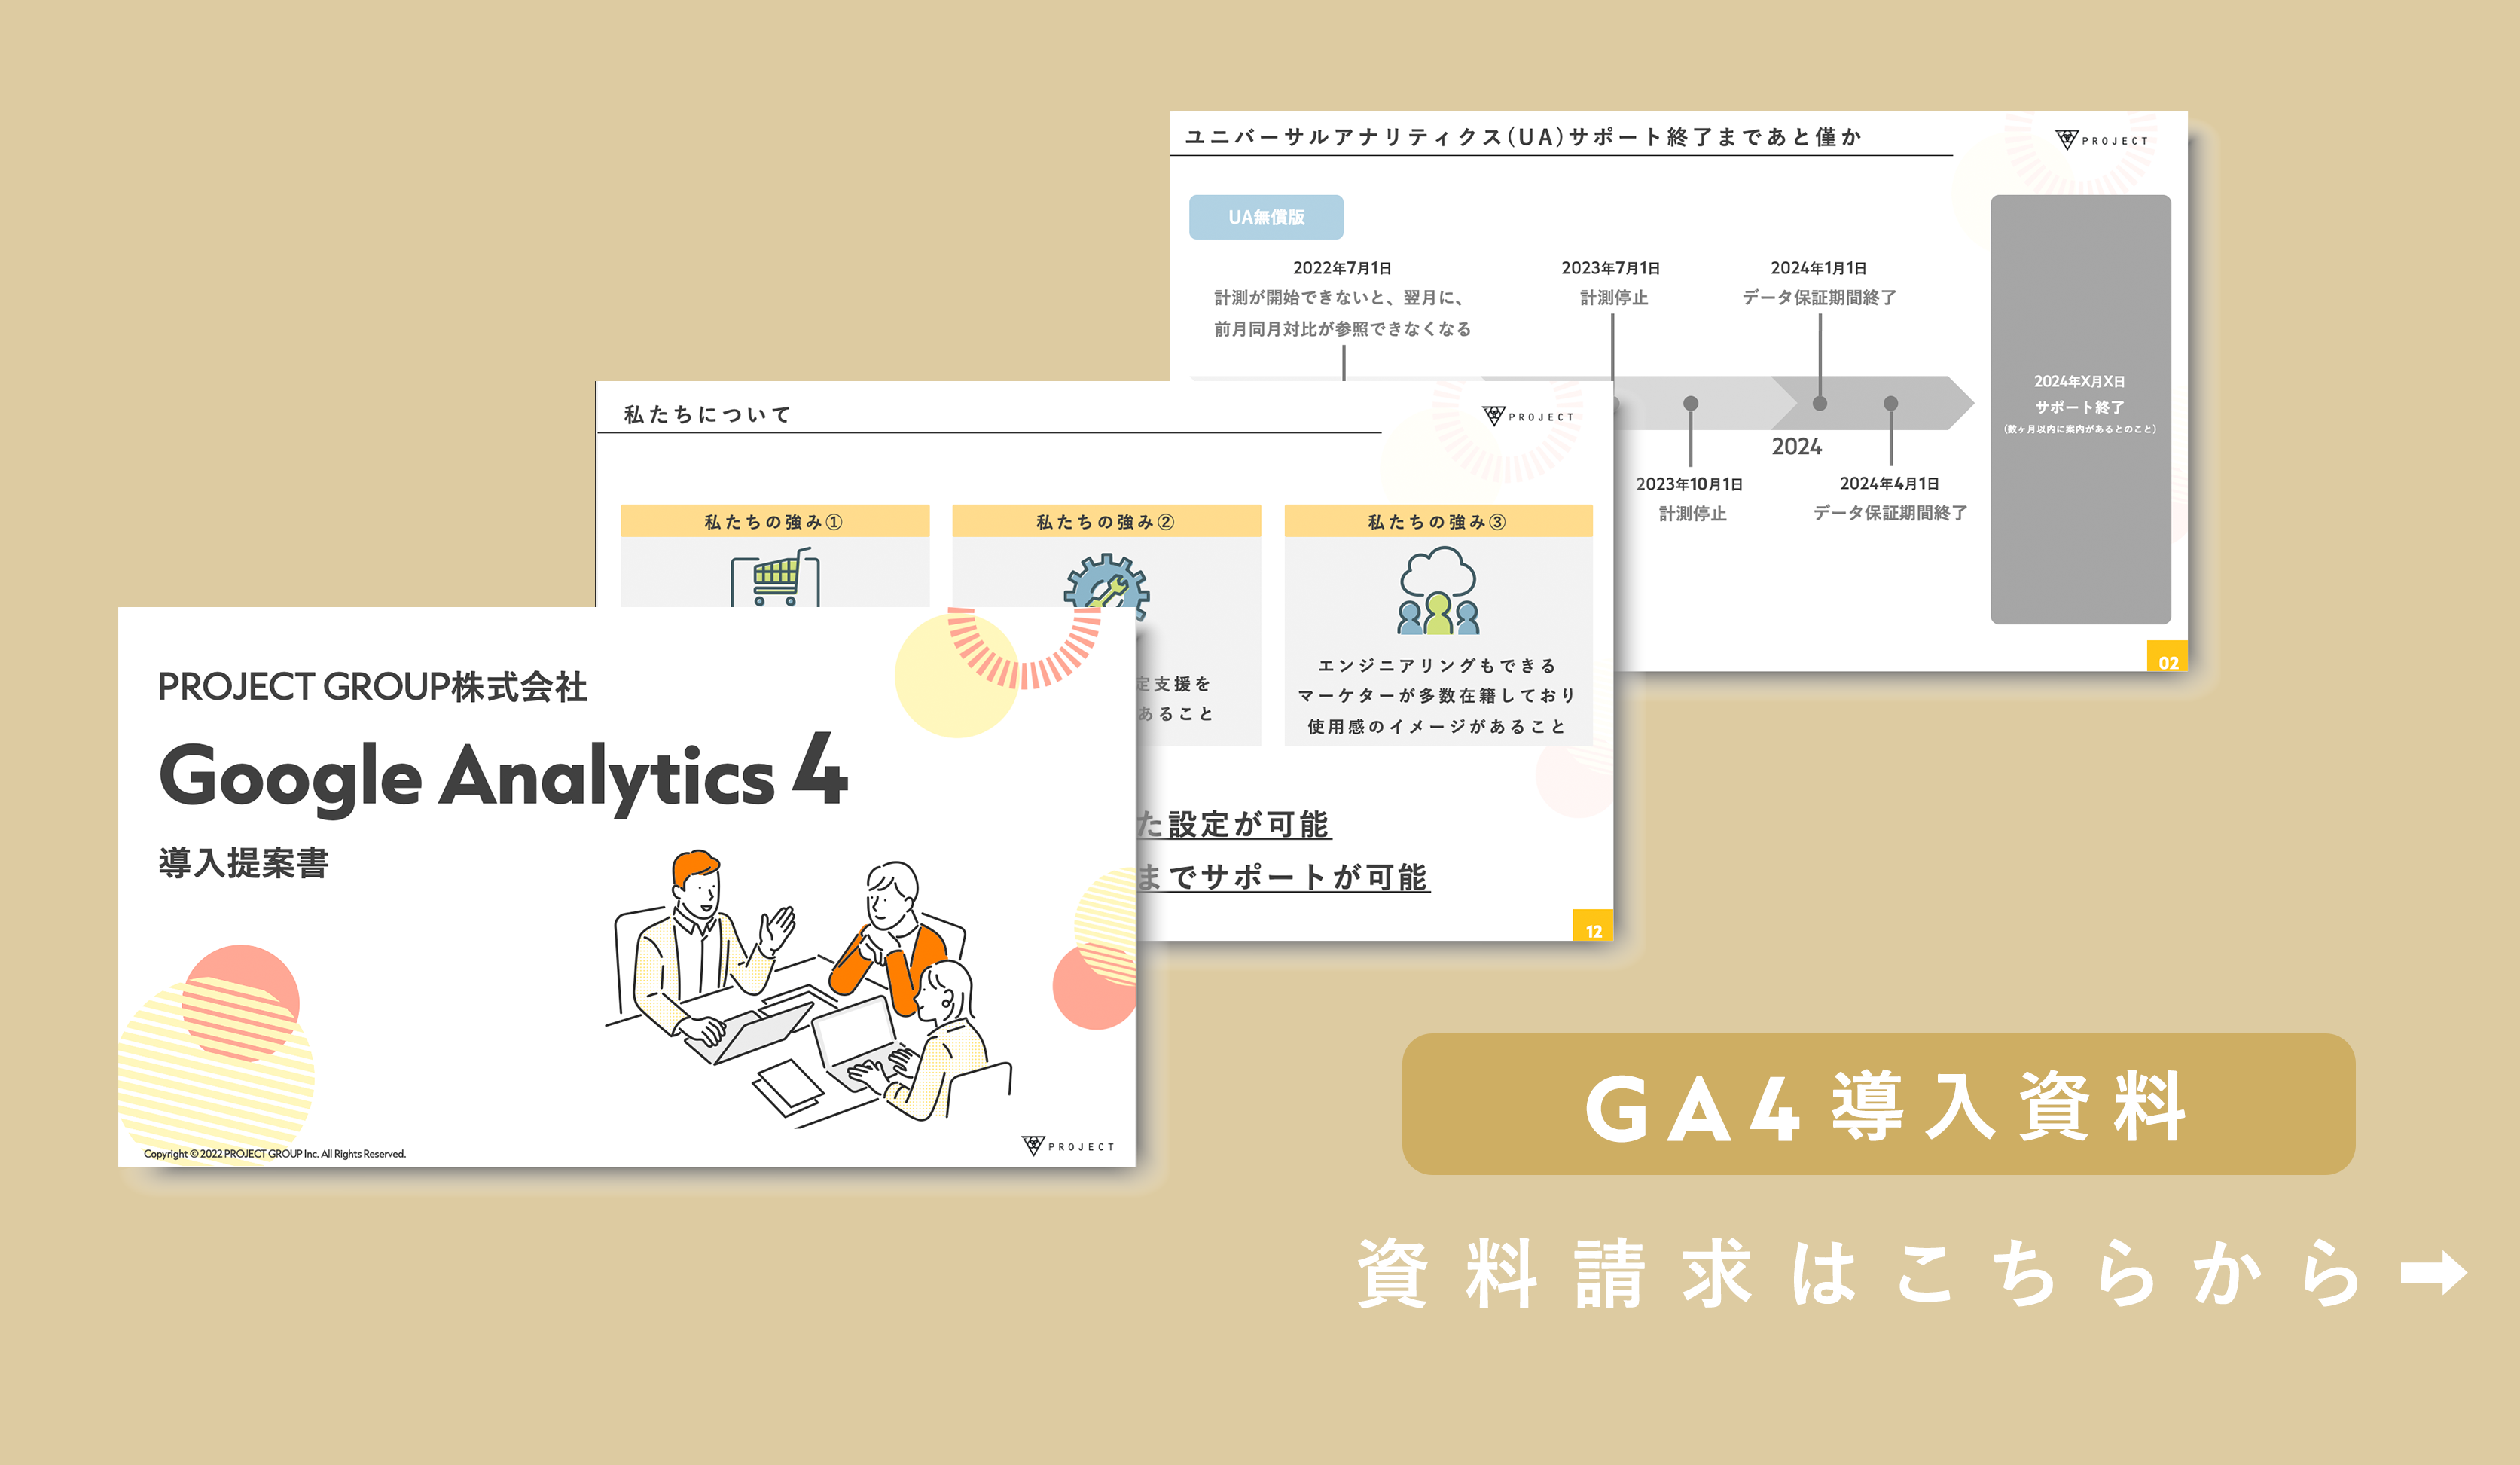 ユニバーサルアナリティクス(UA)サポート終了まであと僅か
PROJECT
UA無償版
2022年7月1日
計測が開始できないと、翌月に、
前月同月対比が参照できなくなる
2023年7月1日
計測停止
2024年1月1日
データ保証期間終了
2024
2023年10月1日
計測停止
2024年4月1日
データ保証期間終了
2024年X月X日
サポート終了
(数ヶ月以内に案内があるとのこと)
02
私たちについて
PROJECT
私たちの強み①
私たちの強み②
定支援を
あること
私たちの強み③
エンジニアリングもできる
マーケターが多数在籍しており
使用感のイメージがあること
た設定が可能
までサポートが可能
12
PROJECT GROUP株式会社
Google Analytics 4
導入提案書
Copyright © 2022 PROJECT GROUP Inc. All Rights Reserved.
PROJECT
GA4導入資料
資料請求はこちらから➡